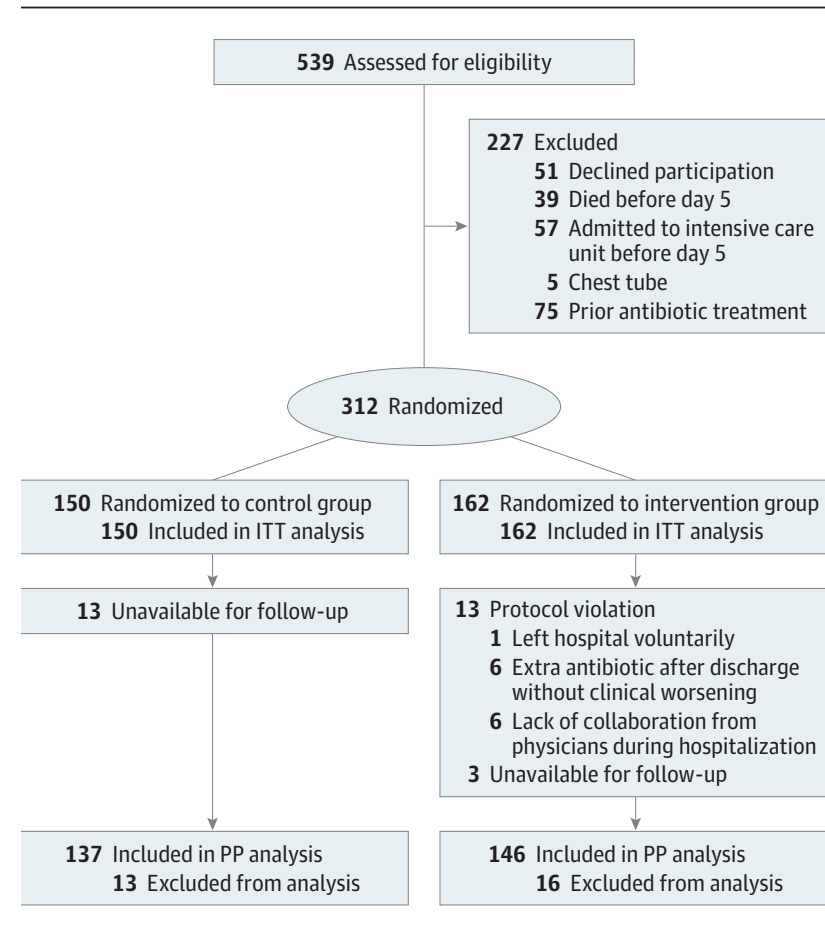 539 Assessed for eligibility
227 Excluded
51 Declined participation
39 Died before day 5
57 Admitted to intensive care
unit before day 5
5 Chest tube
75 Prior antibiotic treatment
312 Randomized
150 Randomized to control group
150 Included in ITT analysis
162 Randomized to intervention group
162 Included in ITT analysis
13 Unavailable for follow-up
13 Protocol violation
1 Left hospital voluntarily
6 Extra antibiotic after discharge
without clinical worsening
6 Lack of collaboration from
physicians during hospitalization
3 Unavailable for follow-up
137 Included in PP analysis
13 Excluded from analysis
146 Included in PP analysis
16 Excluded from analysis